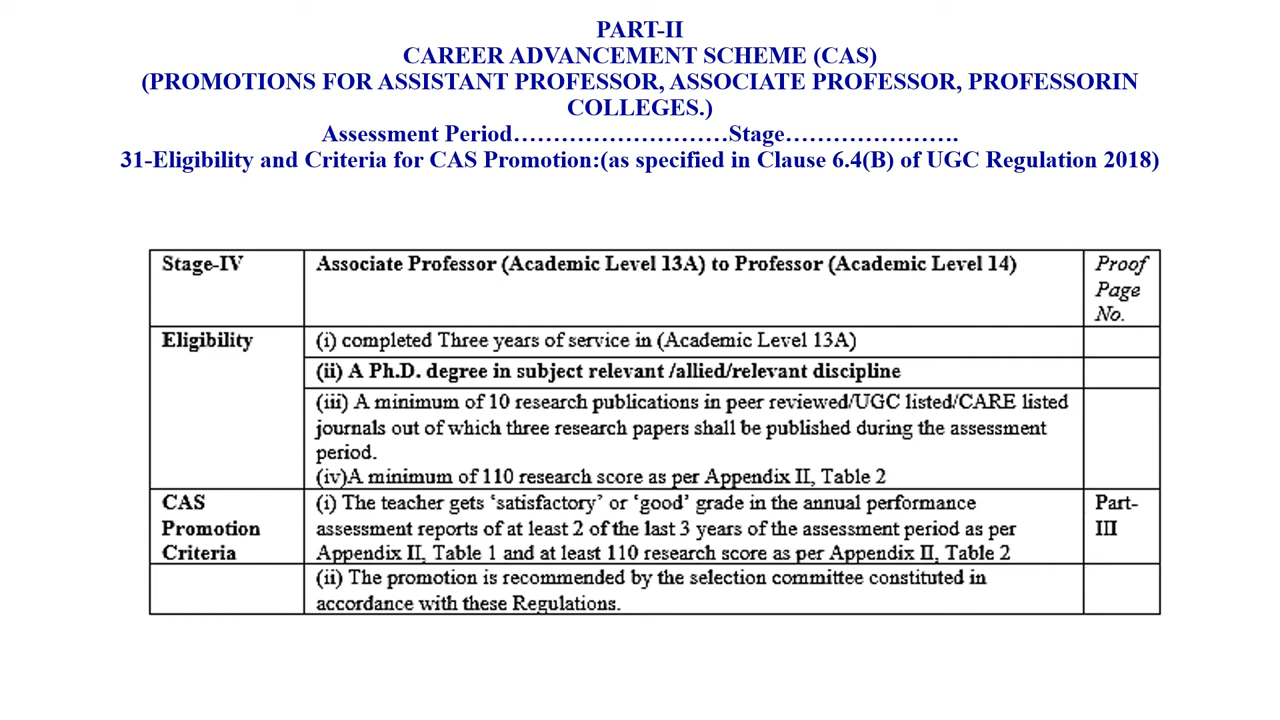 PART-II
CAREER ADVANCEMENT SCHEME (CAS)
(PROMOTIONS FOR ASSISTANT PROFESSOR, ASSOCIATE PROFESSOR, PROFESSORIN
COLLEGES.)
Assessment Period………………………Stage………………….
31-Eligibility and Criteria for CAS Promotion:(as specified in Clause 6.4(B) of UGC Regulation 2018)
Stage-IV
Associate Professor (Academic Level 13A) to Professor (Academic Level 14)
Proof
Page
No.
Eligibility
(i) completed Three years of service in (Academic Level 13A)
(ii) A Ph.D. degree in subject relevant /allied/relevant discipline
(iii) A minimum of 10 research publications in peer reviewed/UGC listed/CARE listed
journals out of which three research papers shall be published during the assessment
period.
(iv)A minimum of 110 research score as per Appendix II, Table 2
CAS
Promotion
Criteria
(i) The teacher gets ‘satisfactory’ or ‘good’ grade in the annual performance
assessment reports of at least 2 of the last 3 years of the assessment period as per
Appendix II, Table 1 and at least 110 research score as per Appendix II, Table 2
Part-
III
(ii) The promotion is recommended by the selection committee constituted in
accordance with these Regulations.